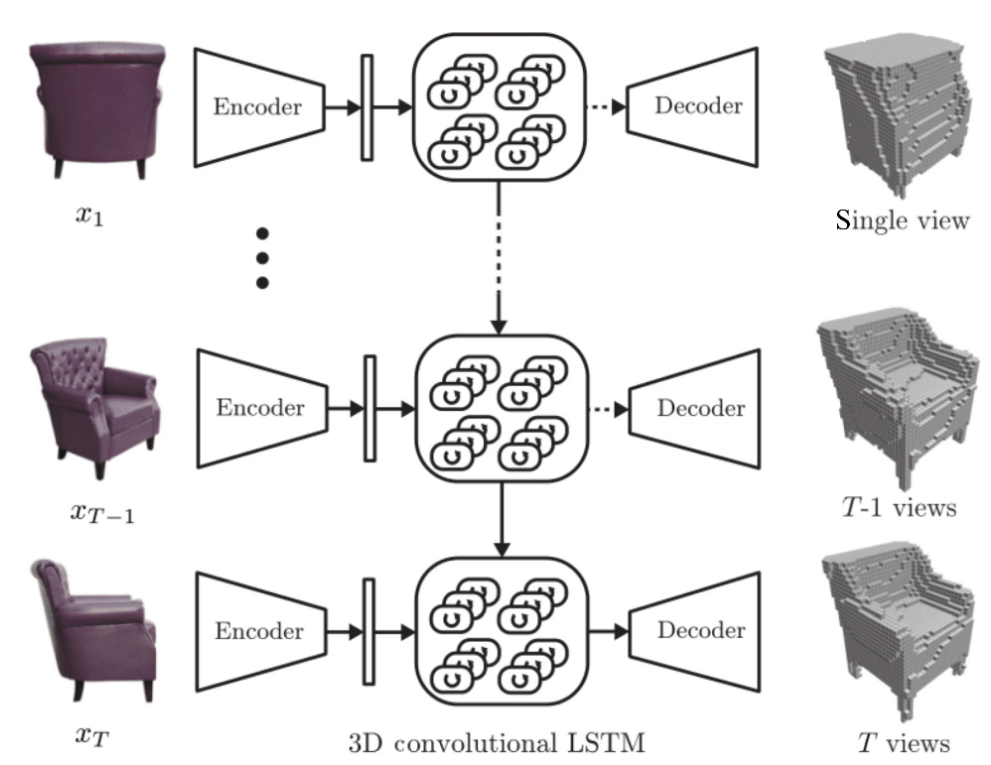 Encoder
Decoder
x_1
Single view
Encoder
Decoder
x_{T-1}
T-1 views
Encoder
Decoder
x_T
3D convolutional LSTM
T views